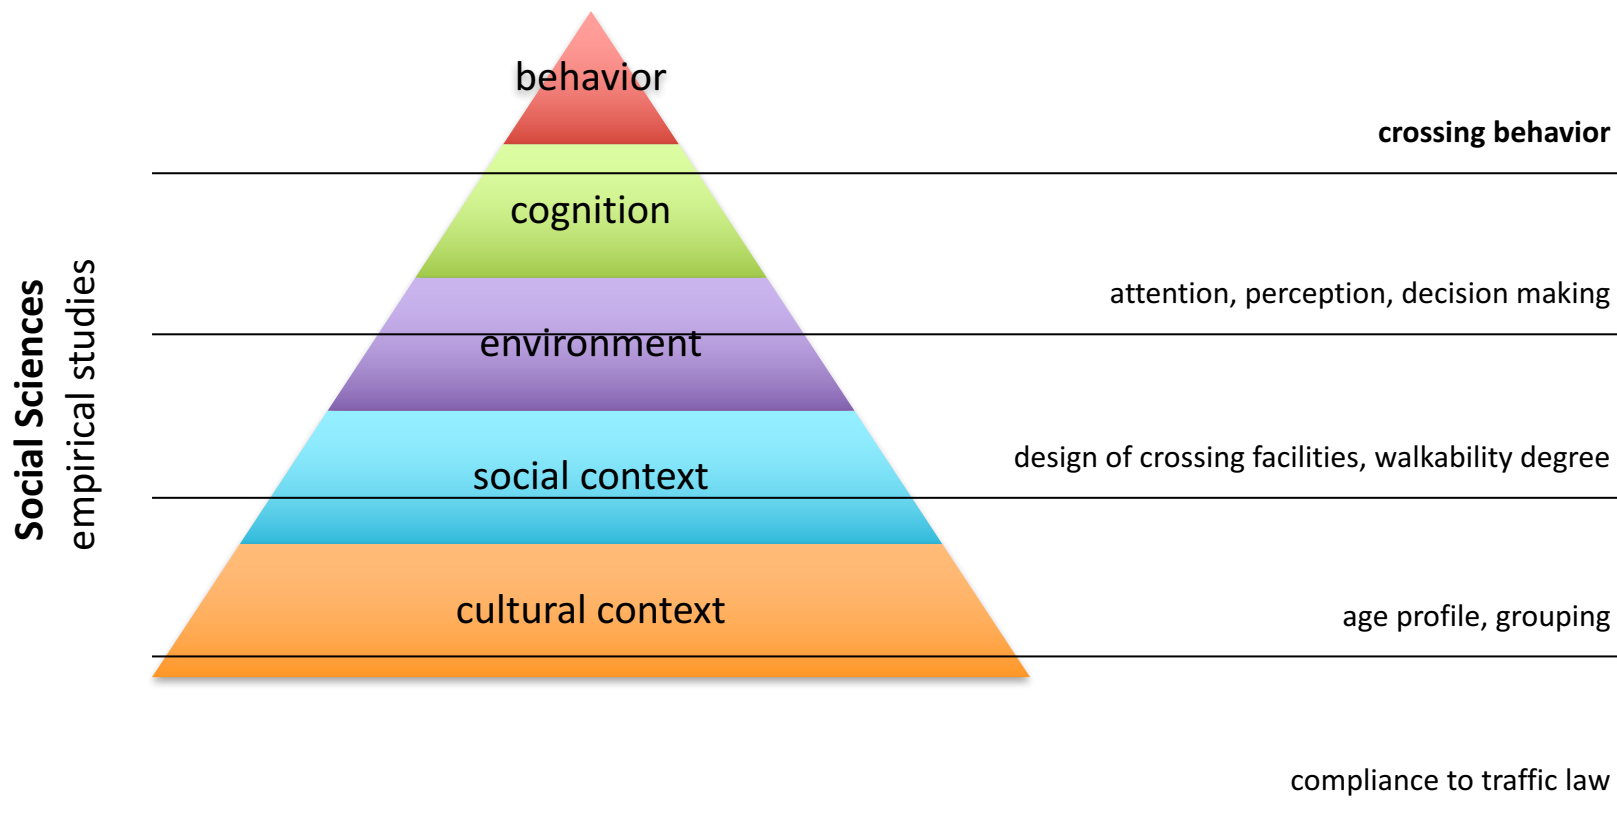 behavior
crossing behavior
cognition
attention, perception, decision making
environment
design of crossing facilities, walkability degree
social context
age profile, grouping
cultural context
compliance to traffic law
Social Sciences
empirical studies